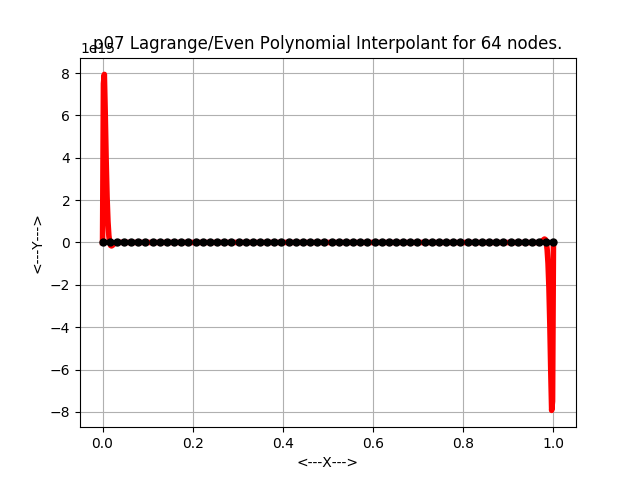 p07 Lagrange/Even Polynomial Interpolant for 64 nodes.
1e15
8
6
4
2
0
−2
−4
−6
−8
<---Y--->
0.0 0.2 0.4 0.6 0.8 1.0
<---X--->